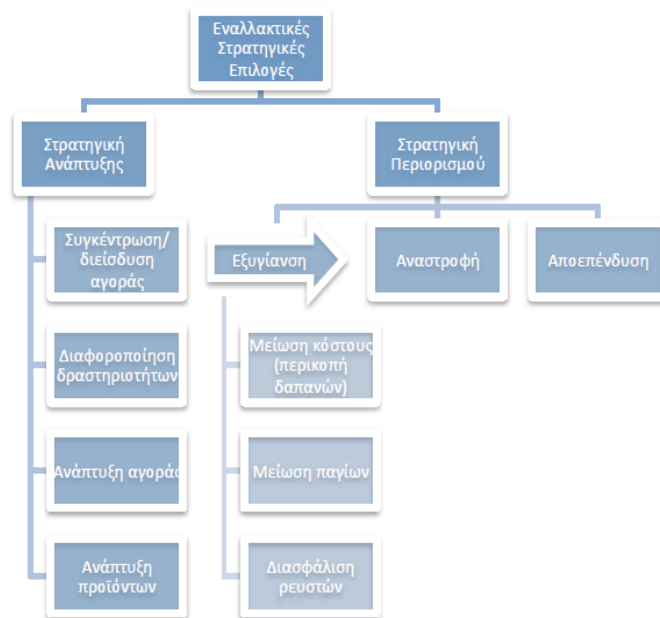 Εναλλακτικές
Στρατηγικές
Επιλογές
Στρατηγική
Ανάπτυξης
Στρατηγική
Περιορισμού
Συγκέντρωση/
διείσδυση
αγοράς
Εξυγίανση
Αναστροφή
Αποεπένδυση
Διαφοροποίηση
δραστηριοτήτων
Μείωση κόστους
(περικοπή
δαπανών)
Ανάπτυξη αγοράς
Μείωση παγίων
Ανάπτυξη
προϊόντων
Διασφάλιση
ρευστών